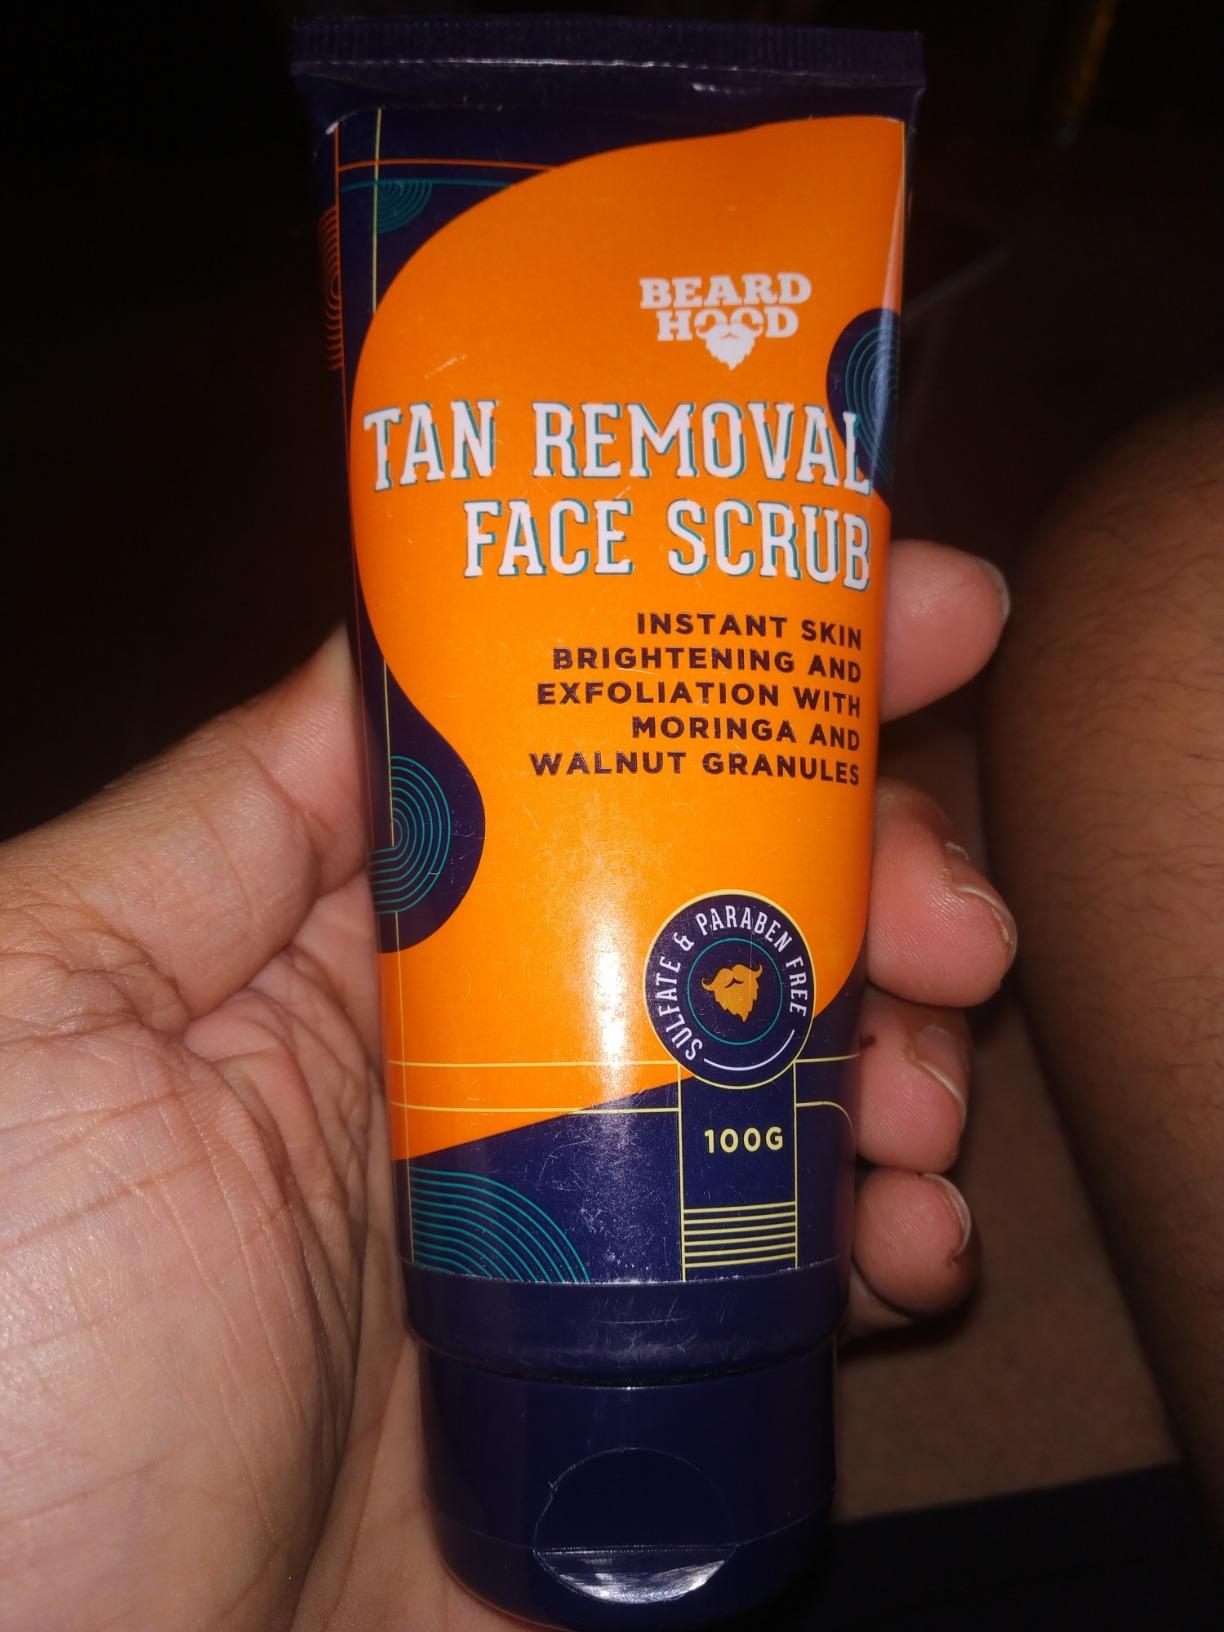 BEARD
HOOD
TAN REMOVAL
FACE SCRUB
INSTANT SKIN
BRIGHTENING AND
EXFOLIATION WITH
MORINGA AND
WALNUT GRANULES
SULFATE & PARABEN FREE
100G